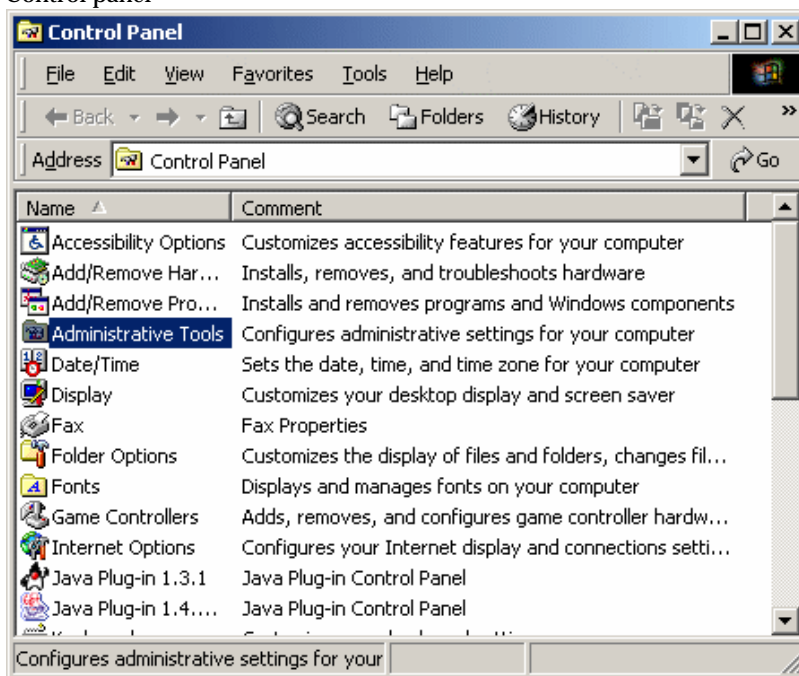 Control Panel
File Edit View Favorites Tools Help
Back Search Folders History »
Address Control Panel Go
Name Comment
Accessibility Options Customizes accessibility features for your computer
Add/Remove Har... Installs, removes, and troubleshoots hardware
Add/Remove Pro... Installs and removes programs and Windows components
Administrative Tools Configures administrative settings for your computer
Date/Time Sets the date, time, and time zone for your computer
Display Customizes your desktop display and screen saver
Fax Fax Properties
Folder Options Customizes the display of files and folders, changes fil...
Fonts Displays and manages fonts on your computer
Game Controllers Adds, removes, and configures game controller hardw...
Internet Options Configures your Internet display and connections setti...
Java Plug-in 1.3.1 Java Plug-in Control Panel
Java Plug-in 1.4.... Java Plug-in Control Panel
Configures administrative settings for your